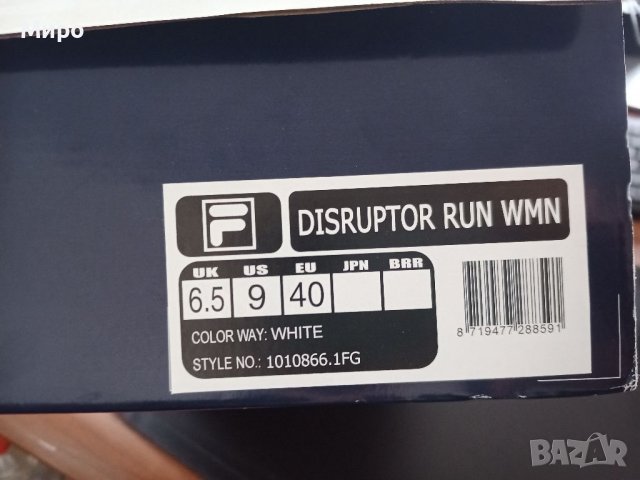 Миро
F DISRUPTOR RUN WMN
UK US EU JPN BRR
6.5 9 40
COLOR WAY: WHITE
STYLE NO.: 1010866.1FG
8 719477 288591
BAZAR